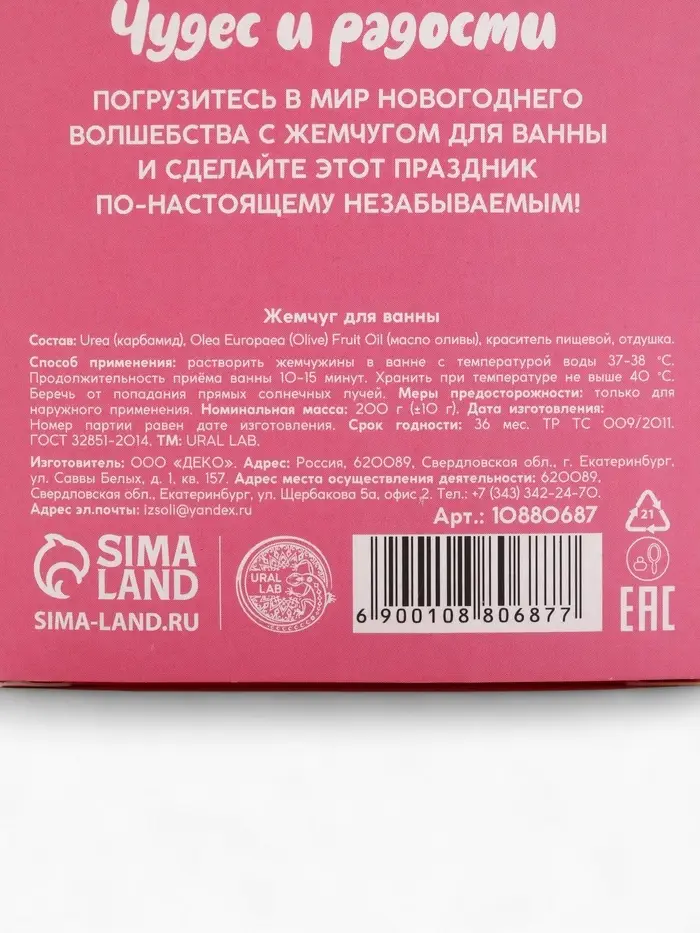 Чудес и радости
ПОГРУЗИТЕСЬ В МИР НОВОГОДНЕГО
ВОЛШЕБСТВА С ЖЕМЧУГОМ ДЛЯ ВАННЫ
И СДЕЛАЙТЕ ЭТОТ ПРАЗДНИК
ПО-НАСТОЯЩЕМУ НЕЗАБЫВАЕМЫМ!
Жемчуг для ванны
Состав: Urea (карбамид), Olea Europaea (Olive) Fruit Oil (масло оливы), краситель пищевой, отдушка.
Способ применения: растворить жемчужины в ванне с температурой воды 37-38 °C.
Продолжительность приёма ванны 10-15 минут. Хранить при температуре не выше 40 °C.
Беречь от попадания прямых солнечных лучей. Меры предосторожности: только для
наружного применения. Номинальная масса: 200 г (±10 г). Дата изготовления:
Номер партии равен дате изготовления. Срок годности: 36 мес. ТР ТС 009/2011.
ГОСТ 32851-2014. ТМ: URAL LAB.
Изготовитель: ООО «ДЕКО». Адрес: Россия, 620089, Свердловская обл., г. Екатеринбург,
ул. Саввы Белых, д. 1, кв. 157. Адрес места осуществления деятельности: 620089,
Свердловская обл., Екатеринбург, ул. Щербакова 5а, офис 2. Тел.: +7 (343) 342-24-70.
Адрес эл.почты: izsoll@yandex.ru
Арт.: 10880687
21
SIMA
LAND
SIMA-LAND.RU
URAL
LAB
6 900108 806877
EAC